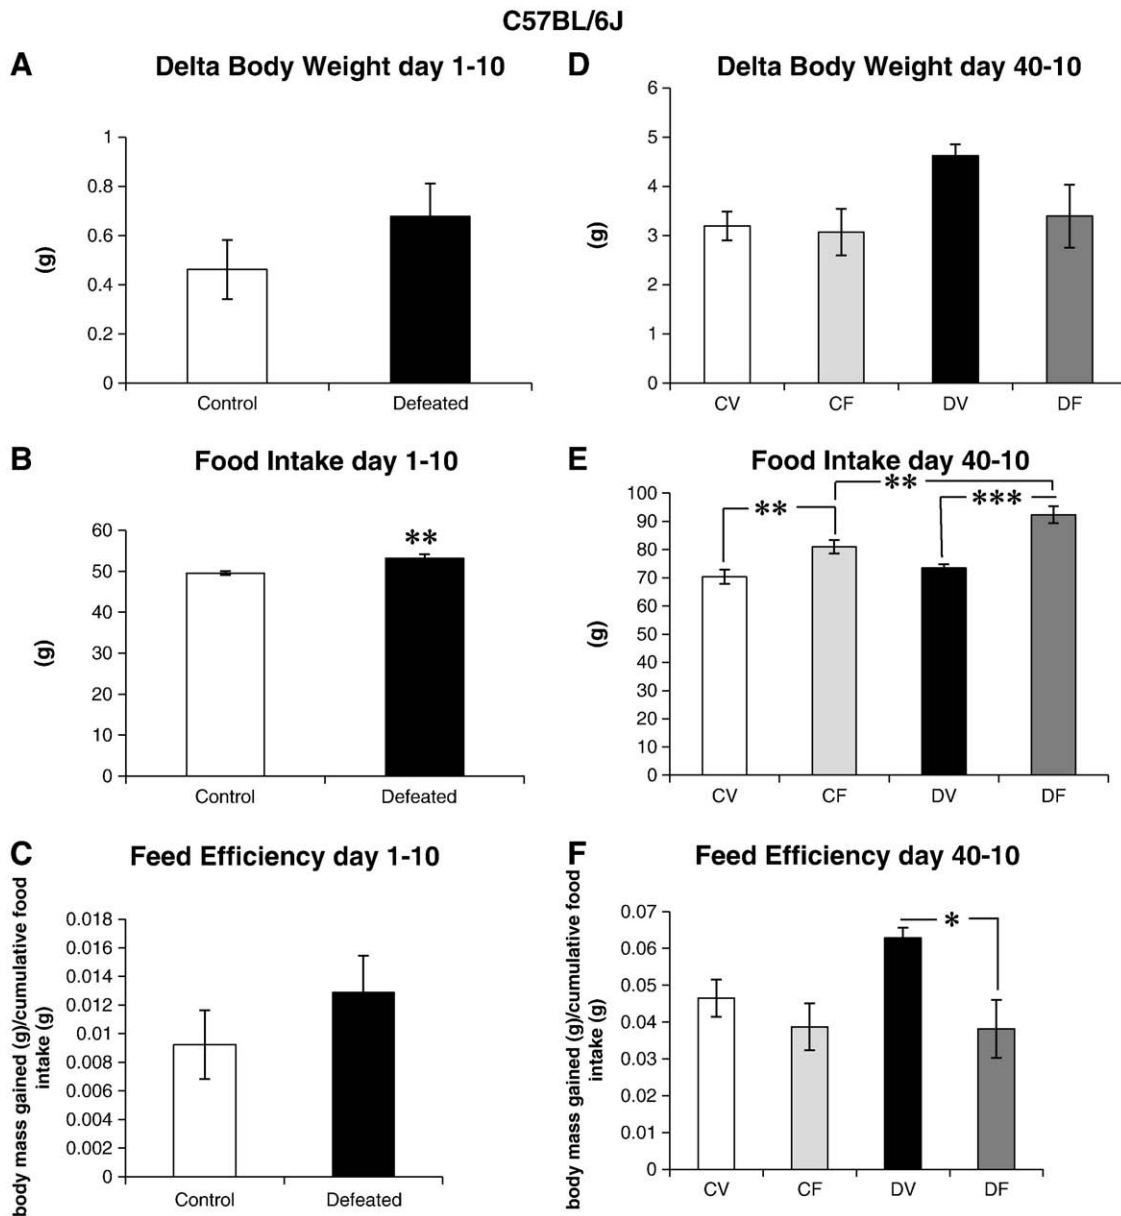 C57BL/6J
A
Delta Body Weight day 1-10
(g)
1
0.8
0.6
0.4
0.2
0
Control
Defeated
B
Food Intake day 1-10
(g)
60
50
40
30
20
10
0
**
Control
Defeated
C
Feed Efficiency day 1-10
body mass gained (g)/cumulative food
intake (g)
0.018
0.016
0.014
0.012
0.01
0.008
0.006
0.004
0.002
0
Control
Defeated
D
Delta Body Weight day 40-10
(g)
6
5
4
3
2
1
0
CV
CF
DV
DF
E
Food Intake day 40-10
(g)
100
90
80
70
60
50
40
30
20
10
0
**
**
***
CV
CF
DV
DF
F
Feed Efficiency day 40-10
body mass gained (g)/cumulative food
intake (g)
0.07
0.06
0.05
0.04
0.03
0.02
0.01
0
*
CV
CF
DV
DF